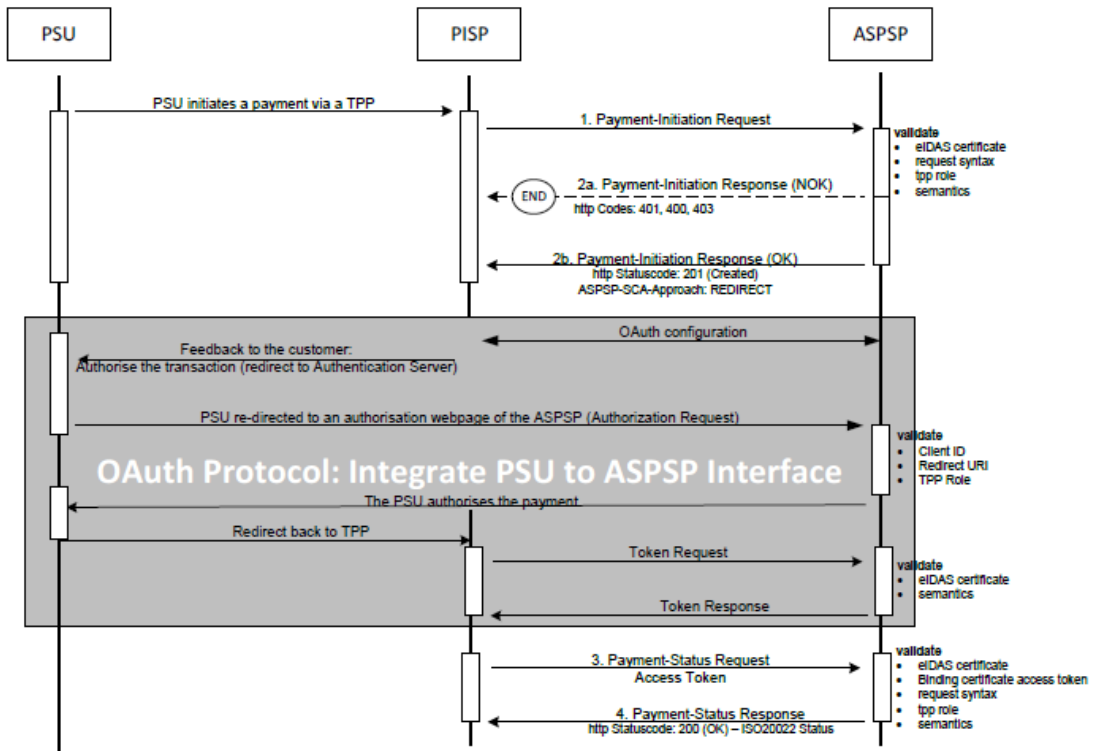 PSU
PISP
ASPSP
PSU initiates a payment via a TPP
1. Payment-Initiation Request
validate
• eIDAS certificate
• request syntax
• tpp role
• semantics
2a. Payment-Initiation Response (NOK)
END
http Codes: 401, 400, 403
2b. Payment-Initiation Response (OK)
http Statuscode: 201 (Created)
ASPSP-SCA-Approach: REDIRECT
OAuth configuration
Feedback to the customer:
Authorise the transaction (redirect to Authentication Server)
PSU re-directed to an authorisation webpage of the ASPSP (Authorization Request)
validate
• Client ID
• Redirect URI
• TPP Role
OAuth Protocol: Integrate PSU to ASPSP Interface
The PSU authorises the payment
Redirect back to TPP
Token Request
validate
• eIDAS certificate
• semantics
Token Response
3. Payment-Status Request
Access Token
validate
• eIDAS certificate
• Binding certificate access token
• request syntax
• tpp role
• semantics
4. Payment-Status Response
http Statuscode: 200 (OK) – ISO20022 Status